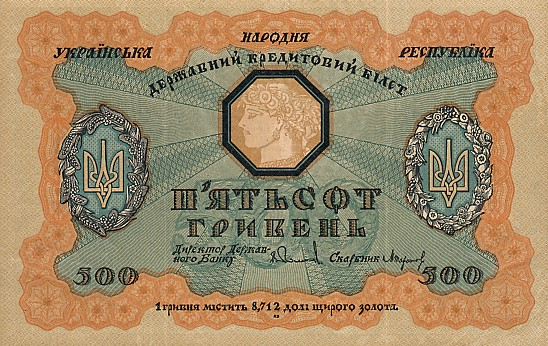 УКРАЇНСЬКА НАРОДНЯ РЕСПУБЛІКА
ДЕРЖАВНИЙ КРЕДИТОВИЙ БІЛЄТ
П'ЯТЬСОТ
ГРИВЕНЬ
Директор Державного Банку
Скарбник
500 500
1 гривня містить 8,712 долі щирого золота.